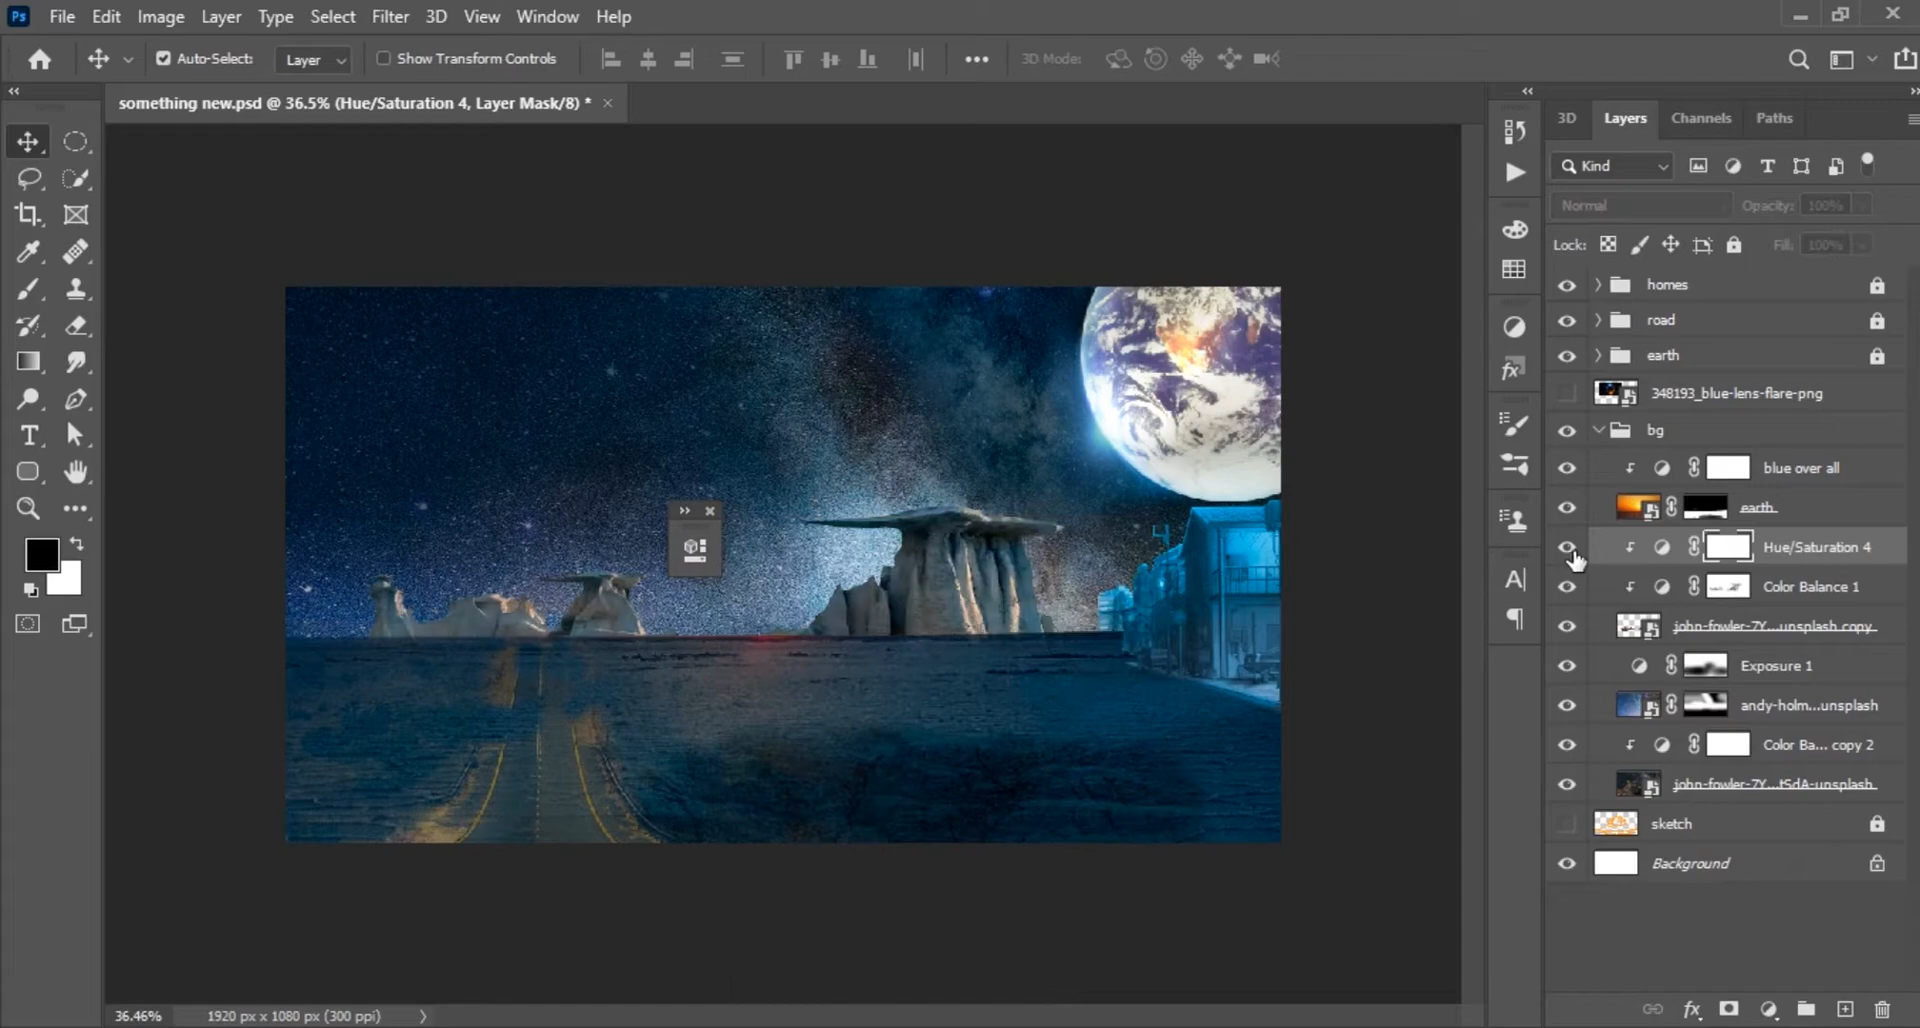 Ps File Edit Image Layer Type Select Filter 3D View Window Help
Auto-Select: Layer Show Transform Controls 3D Mode:
something new.psd @ 36.5% (Hue/Saturation 4, Layer Mask/8) *
3D Layers Channels Paths
Kind
Normal Opacity: 100%
Lock: Fill: 100%
homes
road
earth
348193_blue-lens-flare-png
bg
blue over all
earth
Hue/Saturation 4
Color Balance 1
john-fowler-7Y...unsplash copy
Exposure 1
andy-holm...unsplash
Color Ba... copy 2
john-fowler-7Y...tSdA-unsplash
sketch
Background
36.46% 1920 px x 1080 px (300 ppi)